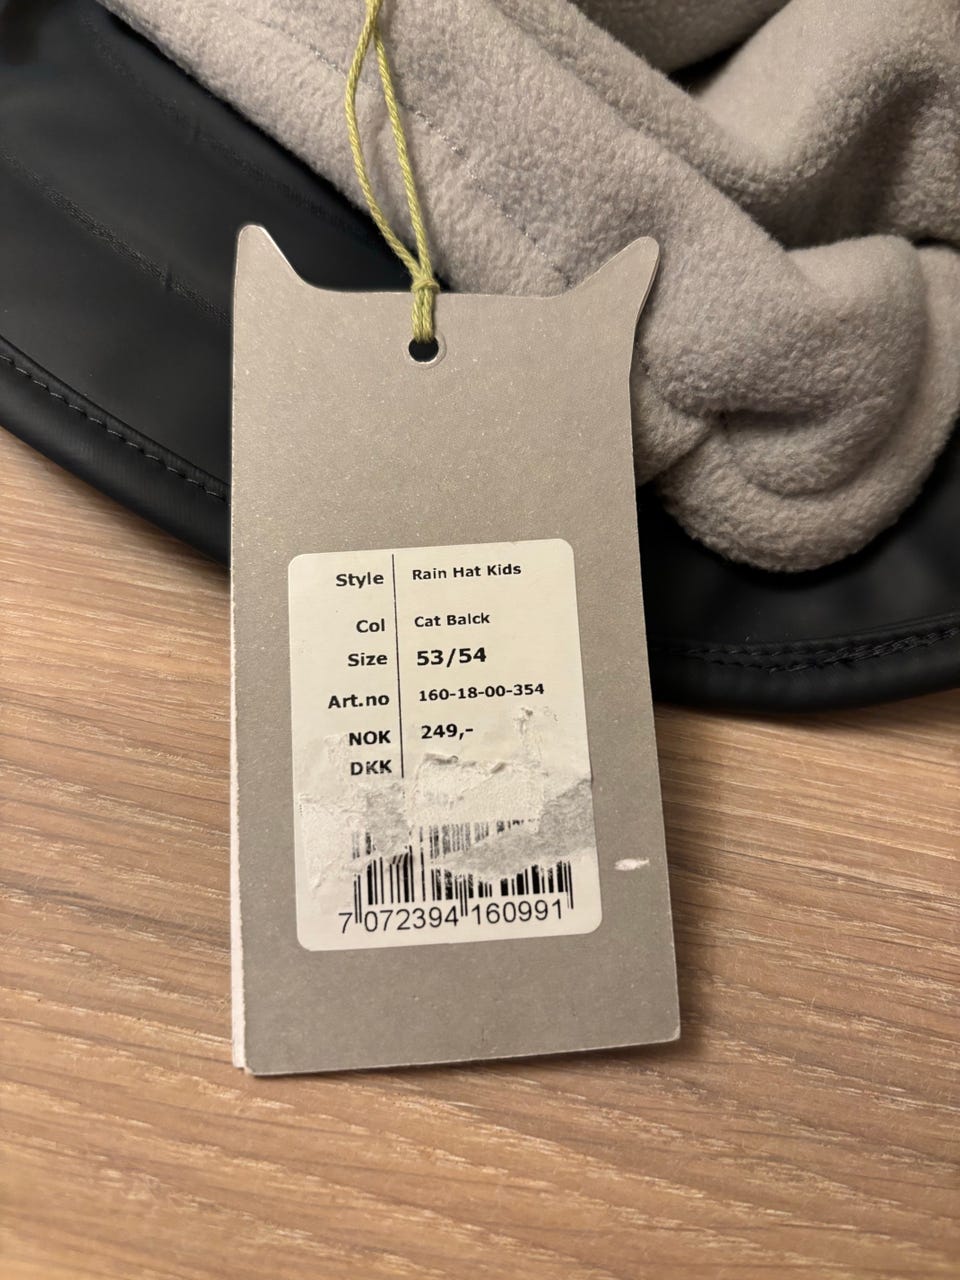 Style Rain Hat Kids
Col Cat Balck
Size 53/54
Art.no 160-18-00-354
NOK 249,-
DKK
7 072394 160991